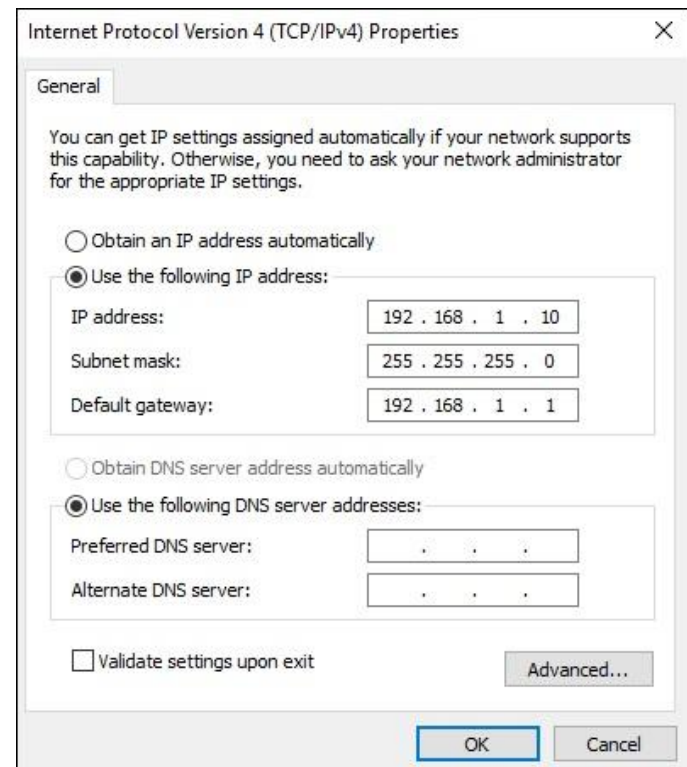 Internet Protocol Version 4 (TCP/IPv4) Properties
General
You can get IP settings assigned automatically if your network supports
this capability. Otherwise, you need to ask your network administrator
for the appropriate IP settings.
Obtain an IP address automatically
Use the following IP address:
IP address: 192 . 168 . 1 . 10
Subnet mask: 255 . 255 . 255 . 0
Default gateway: 192 . 168 . 1 . 1
Obtain DNS server address automatically
Use the following DNS server addresses:
Preferred DNS server: . . .
Alternate DNS server: . . .
Validate settings upon exit
Advanced...
OK Cancel